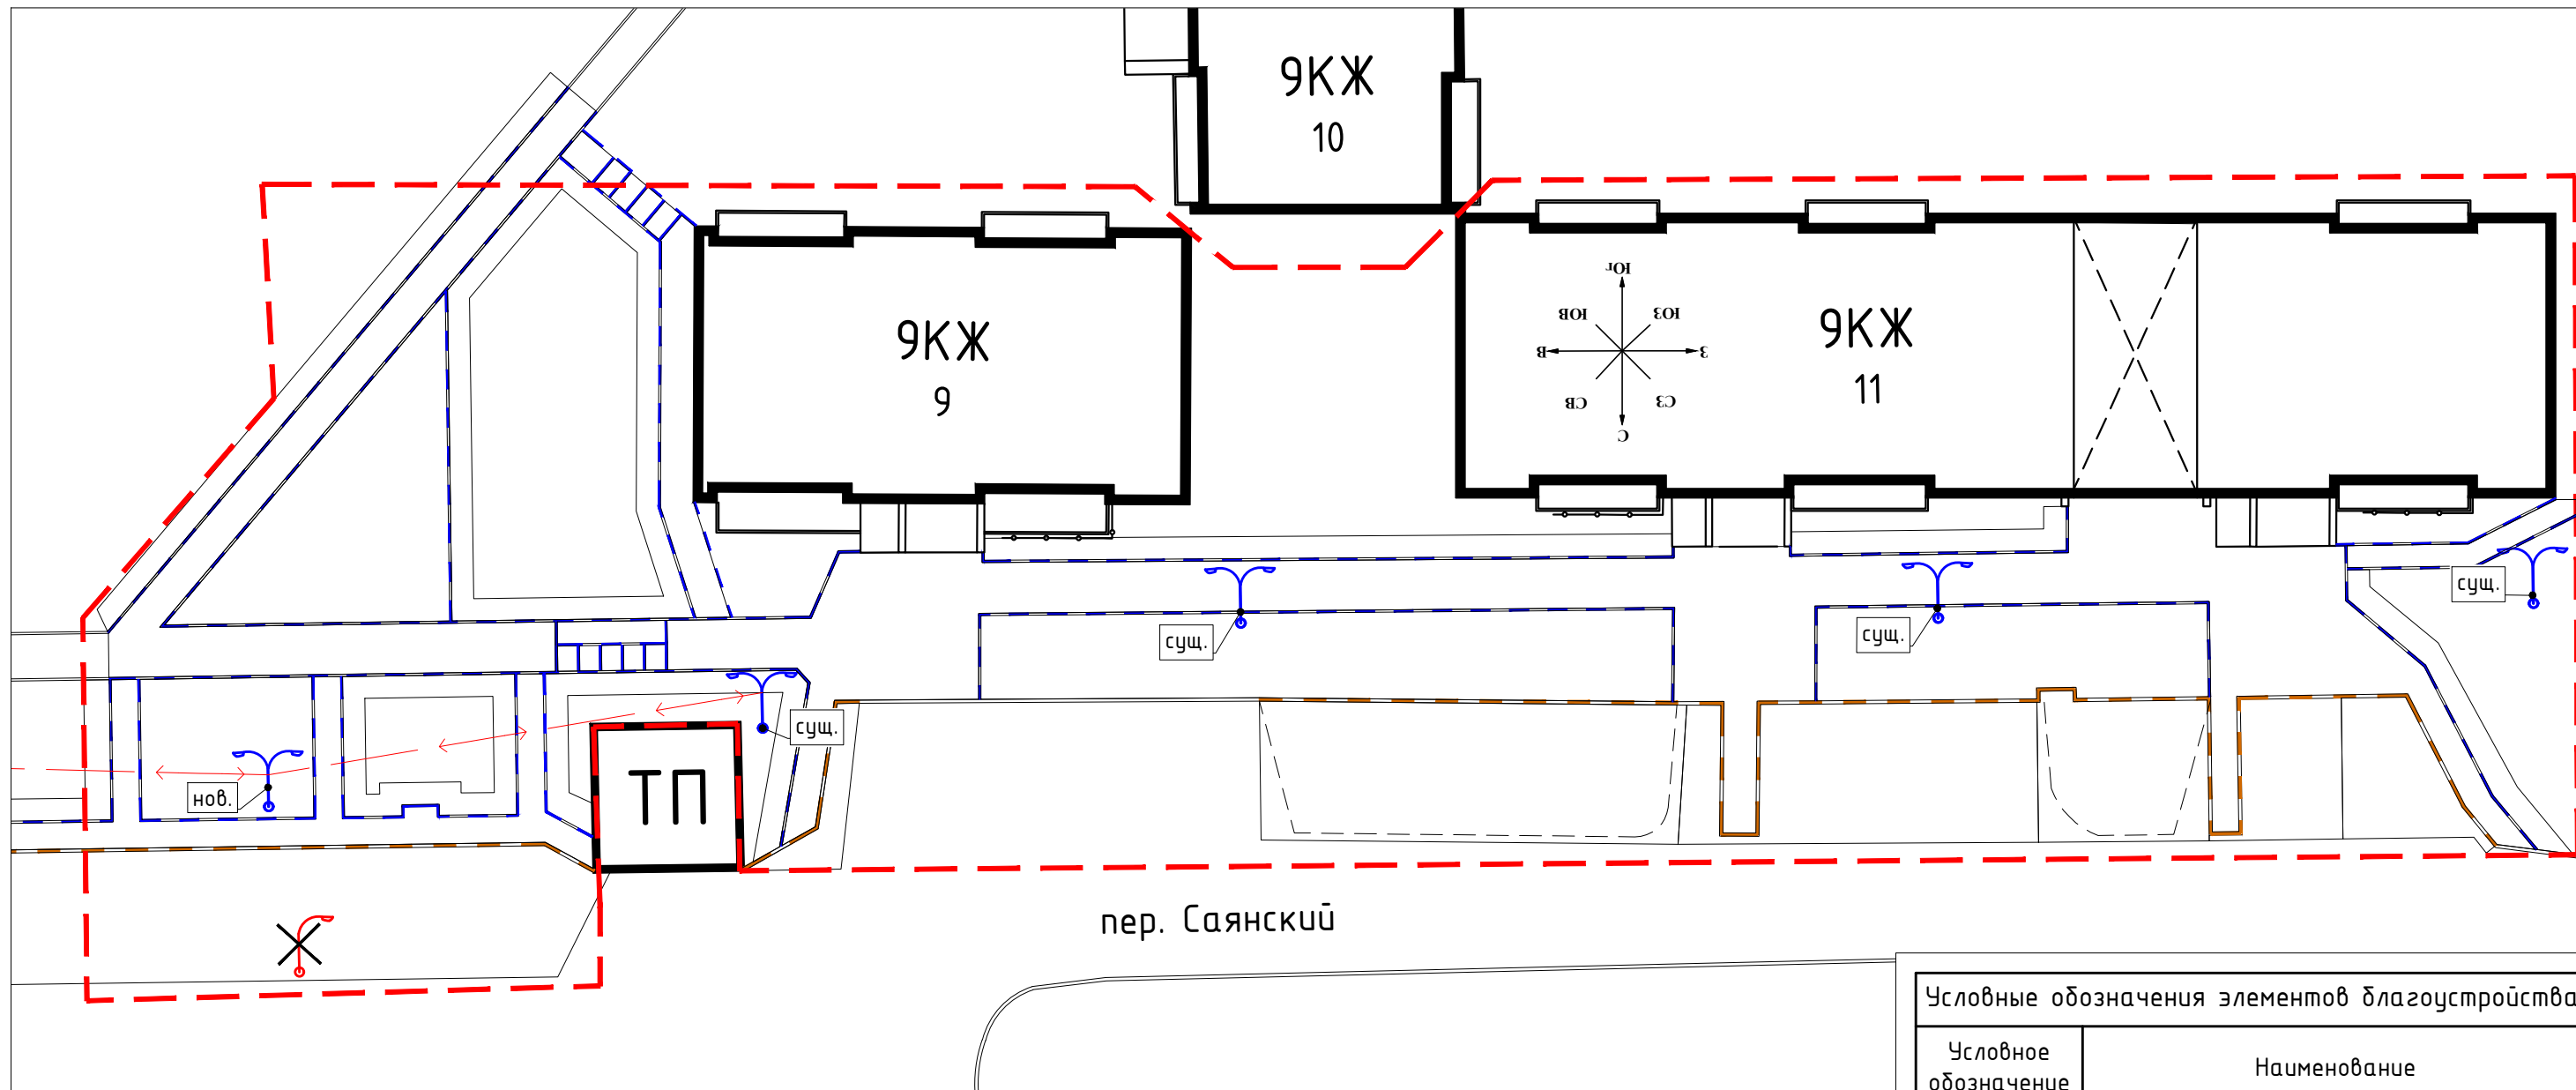 9КЖ
10
9КЖ
9
Юг
ЮВ
ЮЗ
В
З
СВ
СЗ
С
9КЖ
11
сущ.
сущ.
сущ.
сущ.
нов.
ТП
пер. Саянский
Условные обозначения элементов благоустройства
Условное
обозначение
Наименование